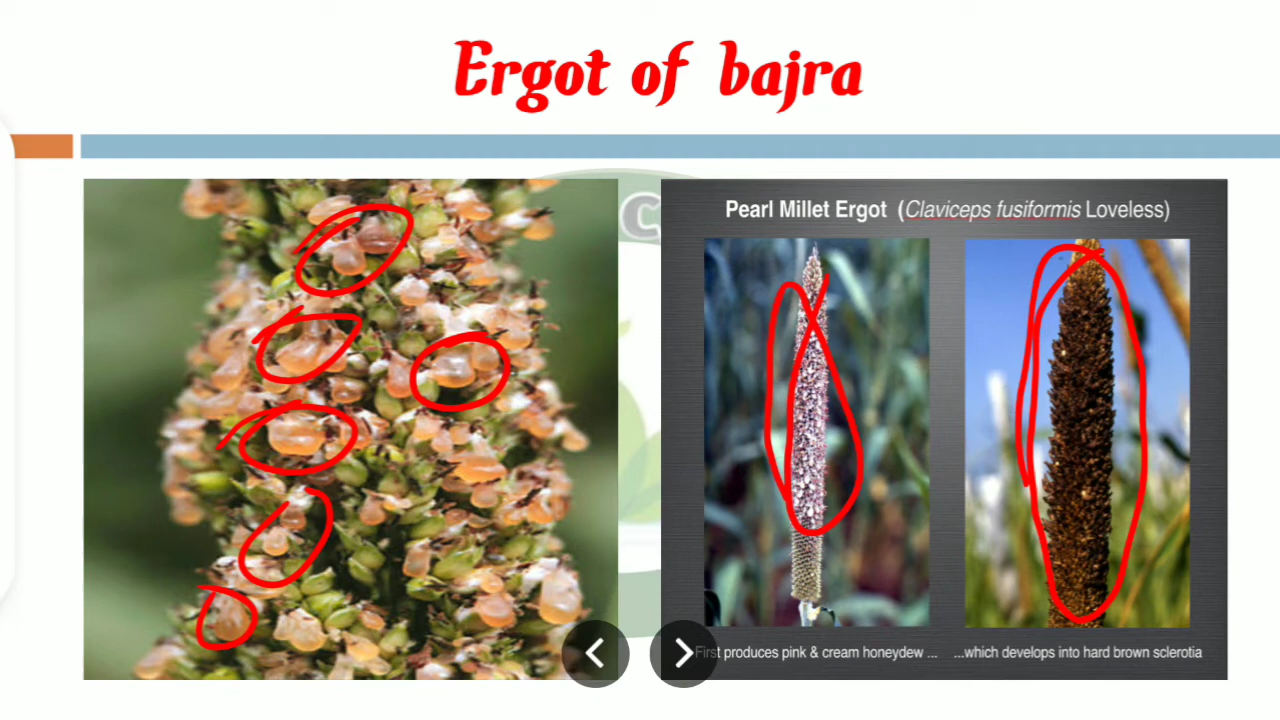 Ergot of bajra
C
Pearl Millet Ergot (Claviceps fusiformis Loveless)
First produces pink & cream honeydew ...
...which develops into hard brown sclerotia